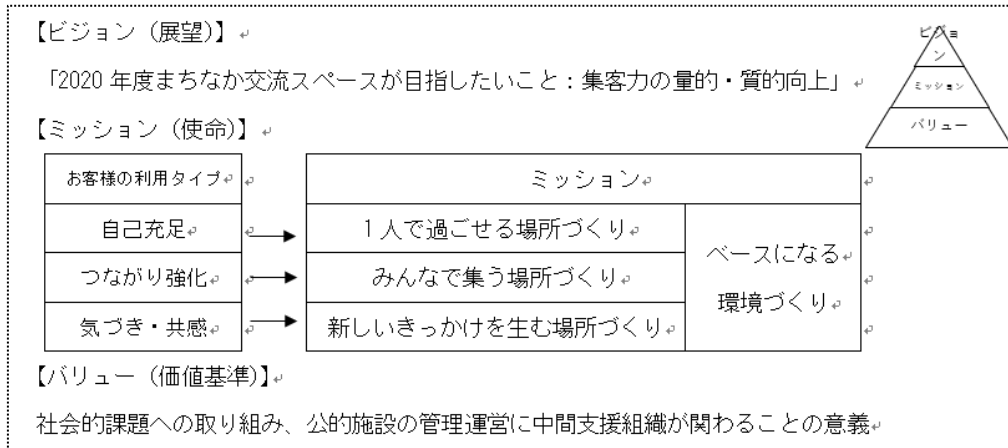 【ビジョン（展望）】
「2020 年度まちなか交流スペースが目指したいこと：集客力の量的・質的向上」
ビジョ
ン
ミッション
バリュー
【ミッション（使命）】
お客様の利用タイプ
ミッション
自己充足
１人で過ごせる場所づくり
つながり強化
みんなで集う場所づくり
気づき・共感
新しいきっかけを生む場所づくり
ベースになる
環境づくり
【バリュー（価値基準）】
社会的課題への取り組み、公的施設の管理運営に中間支援組織が関わることの意義